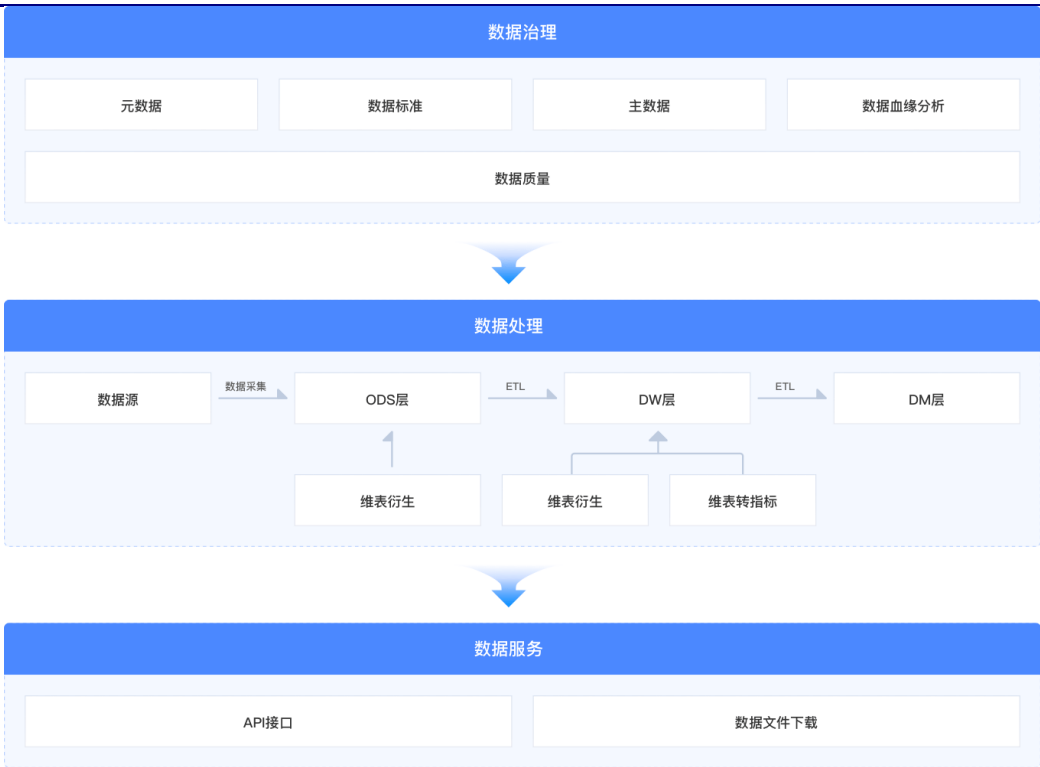 数据治理
元数据
数据标准
主数据
数据血缘分析
数据质量
数据处理
数据源
数据采集
ODS层
ETL
DW层
ETL
DM层
维表衍生
维表衍生
维表转指标
数据服务
API接口
数据文件下载